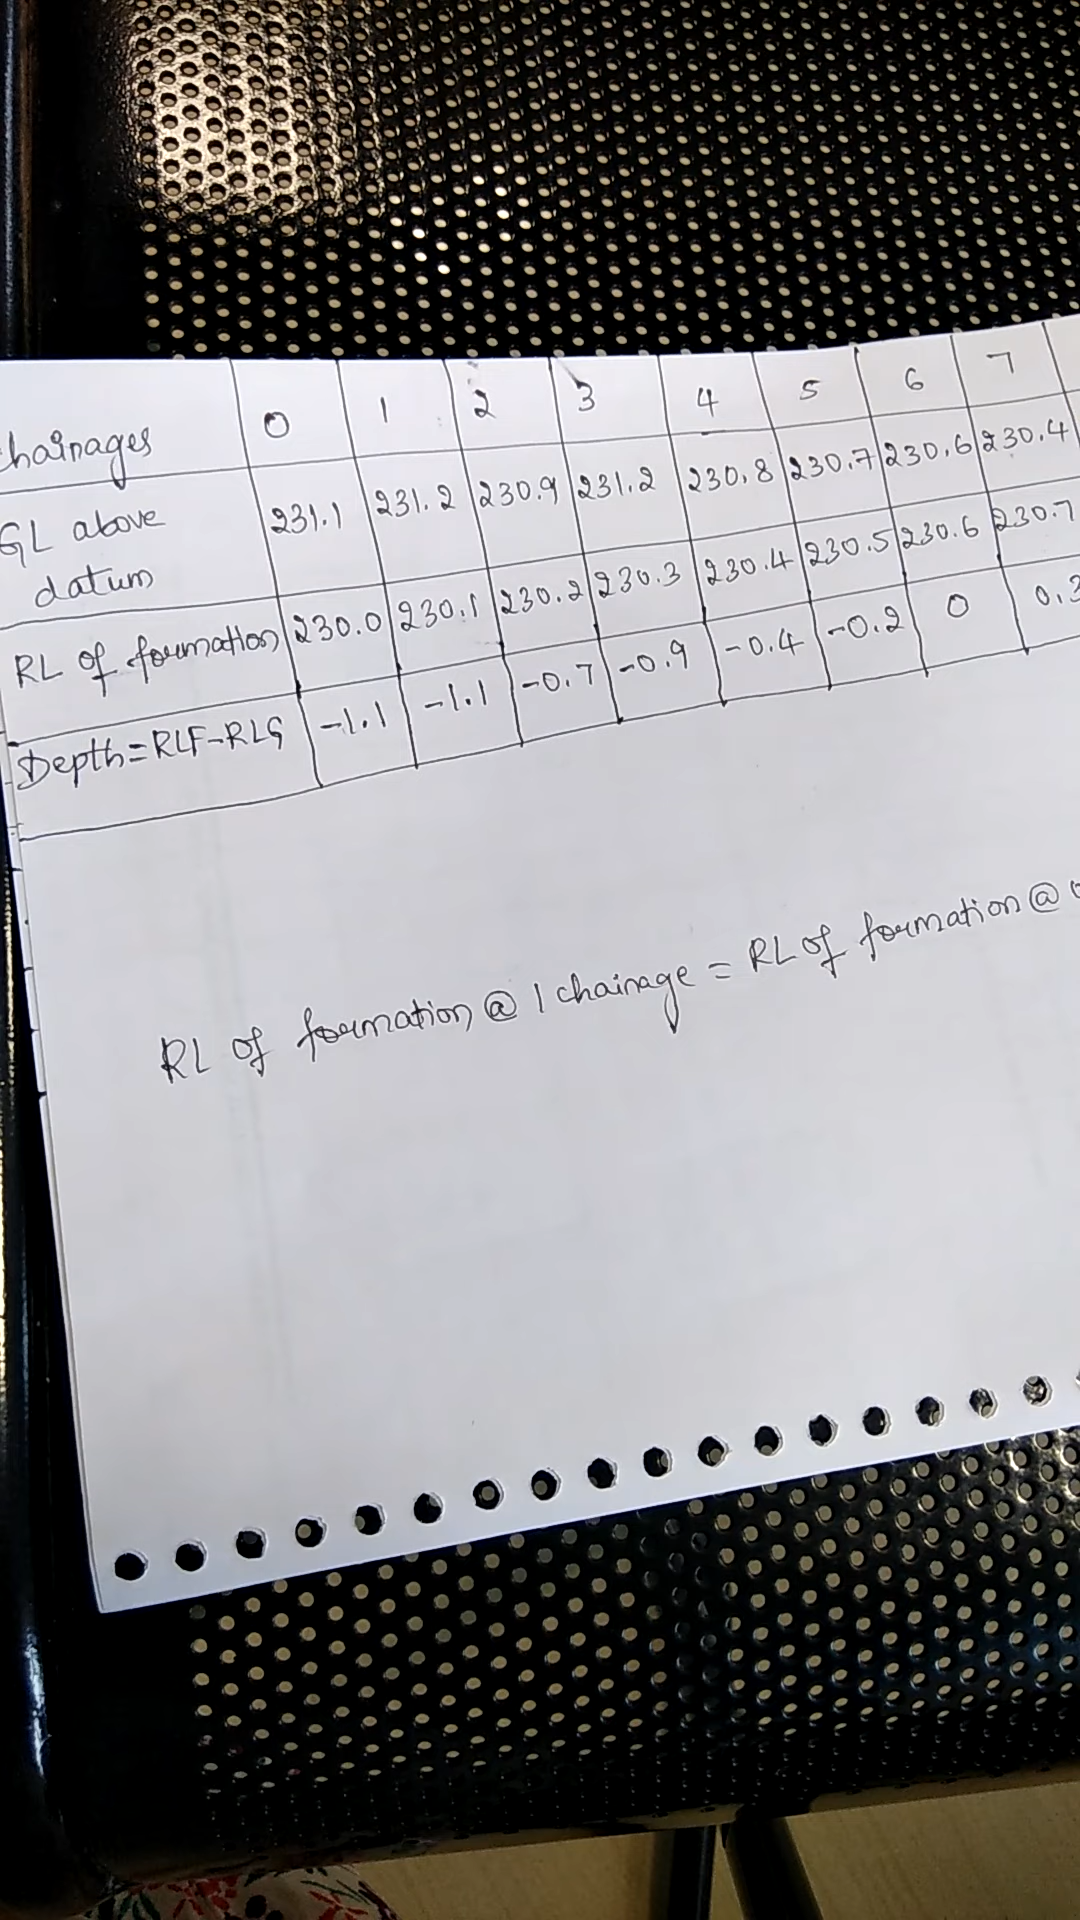 hainages 0 1 2 3 4 5 6 7
GL above datum 231.1 231.2 230.9 231.2 230.8 230.7 230.6 230.4
RL of formation 230.0 230.1 230.2 230.3 230.4 230.5 230.6 230.7
Depth=RLF-RLG -1.1 -1.1 -0.7 -0.9 -0.4 -0.2 0 0.3
RL of formation @ 1 chainage = RL of formation @